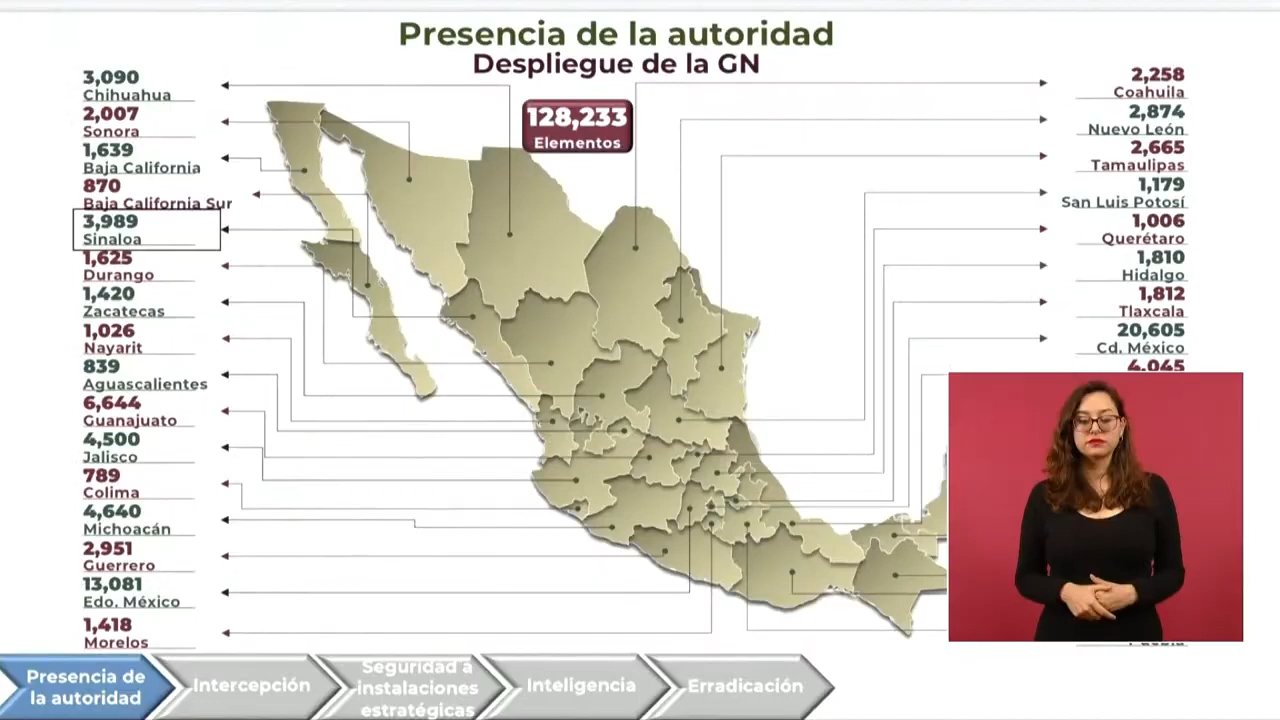 Presencia de la autoridad
Despliegue de la GN
128,233
Elementos
3,090
Chihuahua
2,007
Sonora
1,639
Baja California
870
Baja California Sur
3,989
Sinaloa
1,625
Durango
1,420
Zacatecas
1,026
Nayarit
839
Aguascalientes
6,644
Guanajuato
4,500
Jalisco
789
Colima
4,640
Michoacán
2,951
Guerrero
13,081
Edo. México
1,418
Morelos
2,258
Coahuila
2,874
Nuevo León
2,665
Tamaulipas
1,179
San Luis Potosí
1,006
Querétaro
1,810
Hidalgo
1,812
Tlaxcala
20,605
Cd. México
4,045
Presencia de
la autoridad
Intercepción
Seguridad a
instalaciones
estratégicas
Inteligencia
Erradicación